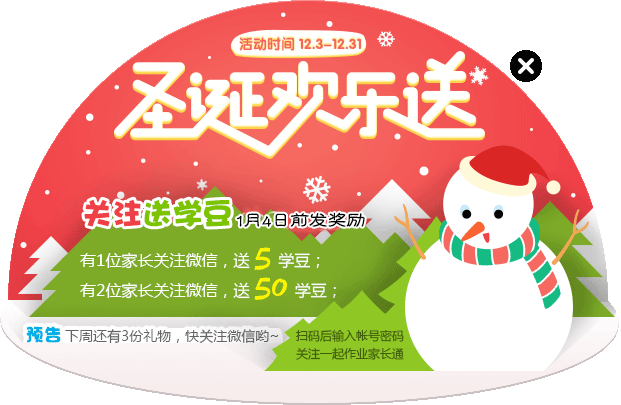 活动时间 12.3-12.31
圣诞欢乐送
关注送学豆 1月4日前发奖励
有1位家长关注微信，送 5 学豆；
有2位家长关注微信，送 50 学豆；
预告 下周还有3份礼物，快关注微信哟~
扫码后输入帐号密码
关注一起作业家长通